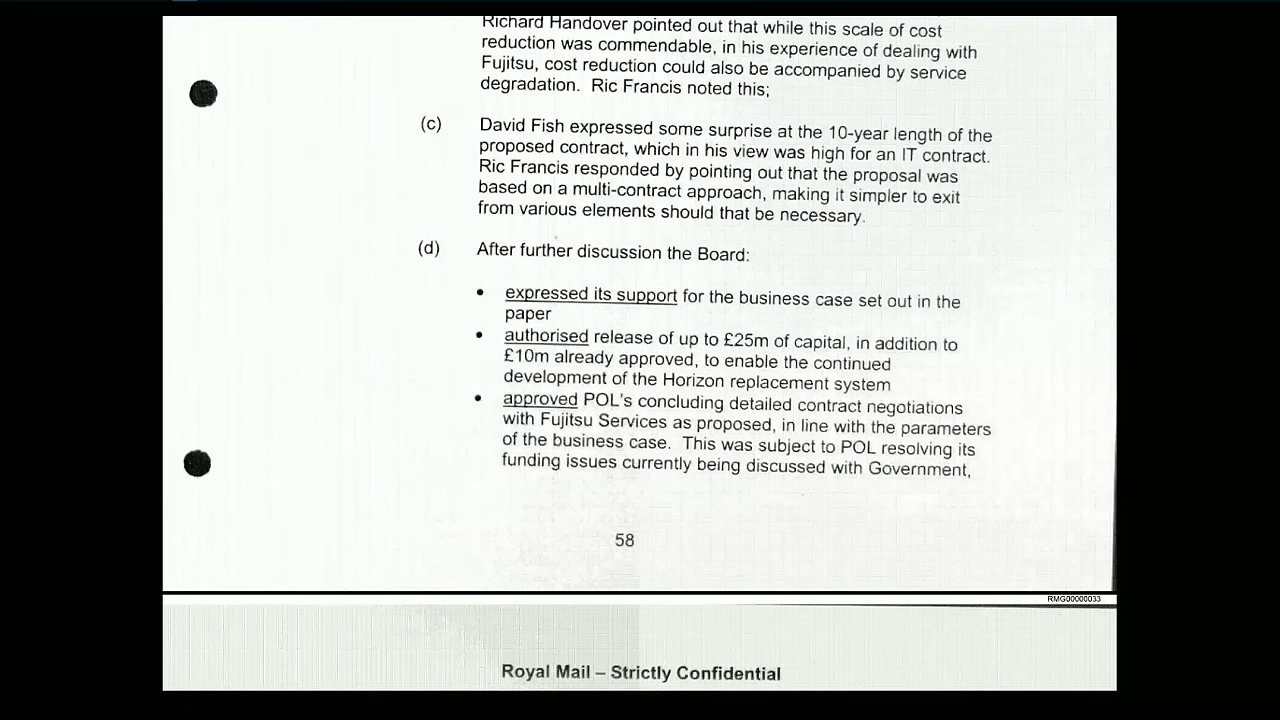 Richard Handover pointed out that while this scale of cost
reduction was commendable, in his experience of dealing with
Fujitsu, cost reduction could also be accompanied by service
degradation. Ric Francis noted this;
(c) David Fish expressed some surprise at the 10-year length of the
proposed contract, which in his view was high for an IT contract.
Ric Francis responded by pointing out that the proposal was
based on a multi-contract approach, making it simpler to exit
from various elements should that be necessary.
(d) After further discussion the Board:
• expressed its support for the business case set out in the
paper
• authorised release of up to £25m of capital, in addition to
£10m already approved, to enable the continued
development of the Horizon replacement system
• approved POL's concluding detailed contract negotiations
with Fujitsu Services as proposed, in line with the parameters
of the business case. This was subject to POL resolving its
funding issues currently being discussed with Government,
58
RMG00000033
Royal Mail – Strictly Confidential